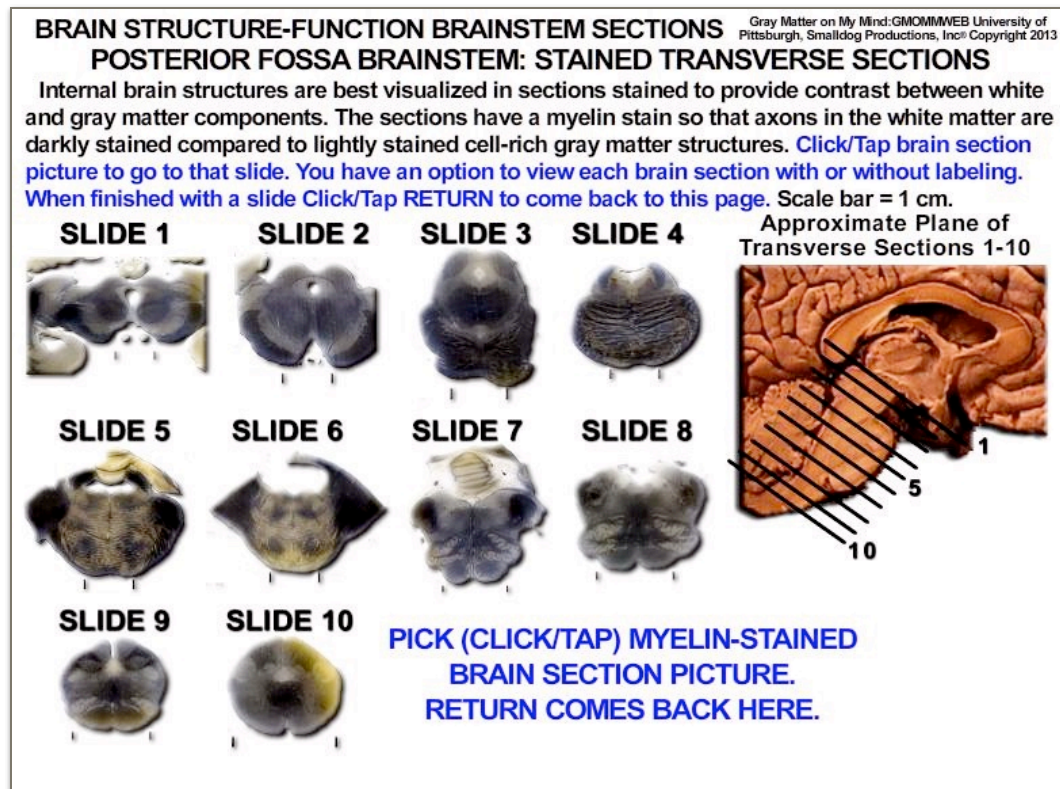 BRAIN STRUCTURE-FUNCTION BRAINSTEM SECTIONS
Gray Matter on My Mind:GMOMMWEB University of
Pittsburgh, Smalldog Productions, Inc® Copyright 2013
POSTERIOR FOSSA BRAINSTEM: STAINED TRANSVERSE SECTIONS
Internal brain structures are best visualized in sections stained to provide contrast between white
and gray matter components. The sections have a myelin stain so that axons in the white matter are
darkly stained compared to lightly stained cell-rich gray matter structures. Click/Tap brain section
picture to go to that slide. You have an option to view each brain section with or without labeling.
When finished with a slide Click/Tap RETURN to come back to this page. Scale bar = 1 cm.
SLIDE 1
SLIDE 2
SLIDE 3
SLIDE 4
Approximate Plane of
Transverse Sections 1-10
1
5
10
SLIDE 5
SLIDE 6
SLIDE 7
SLIDE 8
SLIDE 9
SLIDE 10
PICK (CLICK/TAP) MYELIN-STAINED
BRAIN SECTION PICTURE.
RETURN COMES BACK HERE.